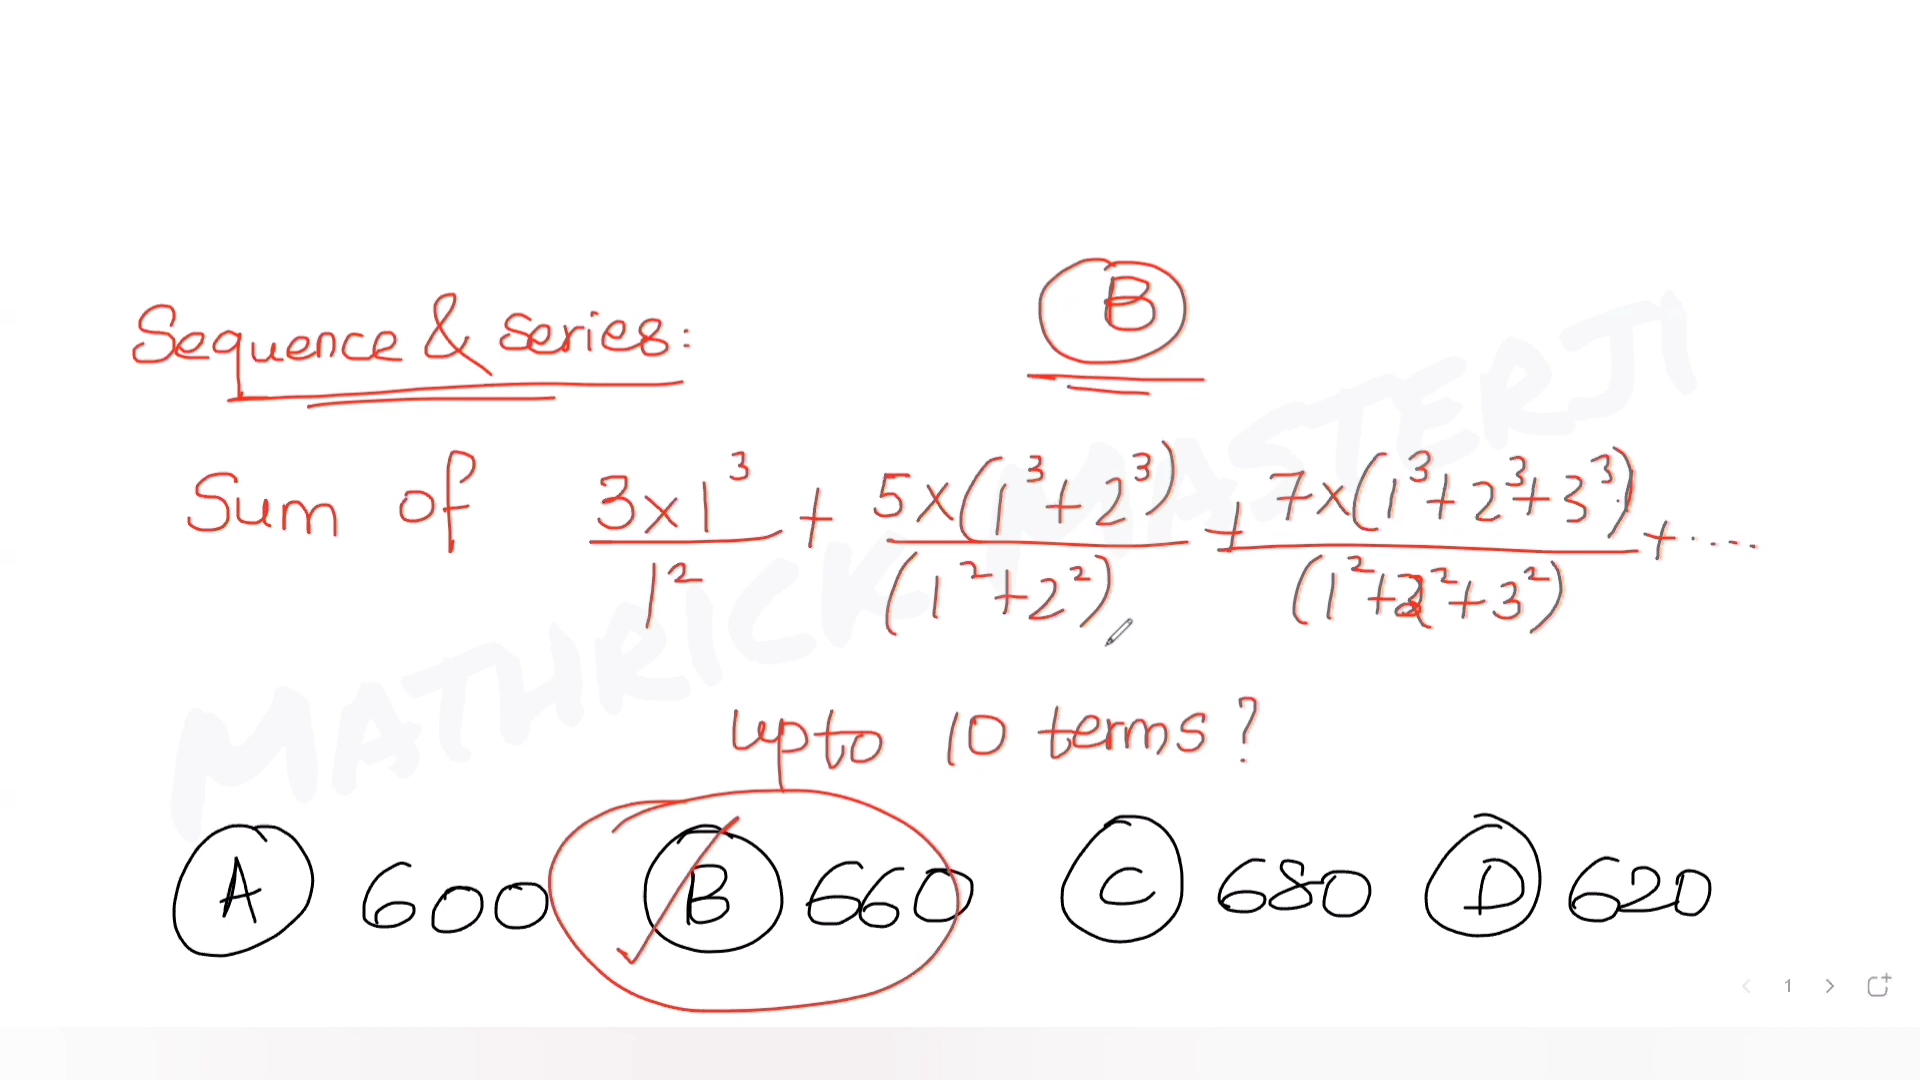 B
Sequence & series:
Sum of 3×1³/1² + 5×(1³+2³)/(1²+2²) + 7×(1³+2³+3³)/(1²+2²+3²) + .....
upto 10 terms?
A 600 B 660 C 680 D 620
MATHRICK MASTERJI
1